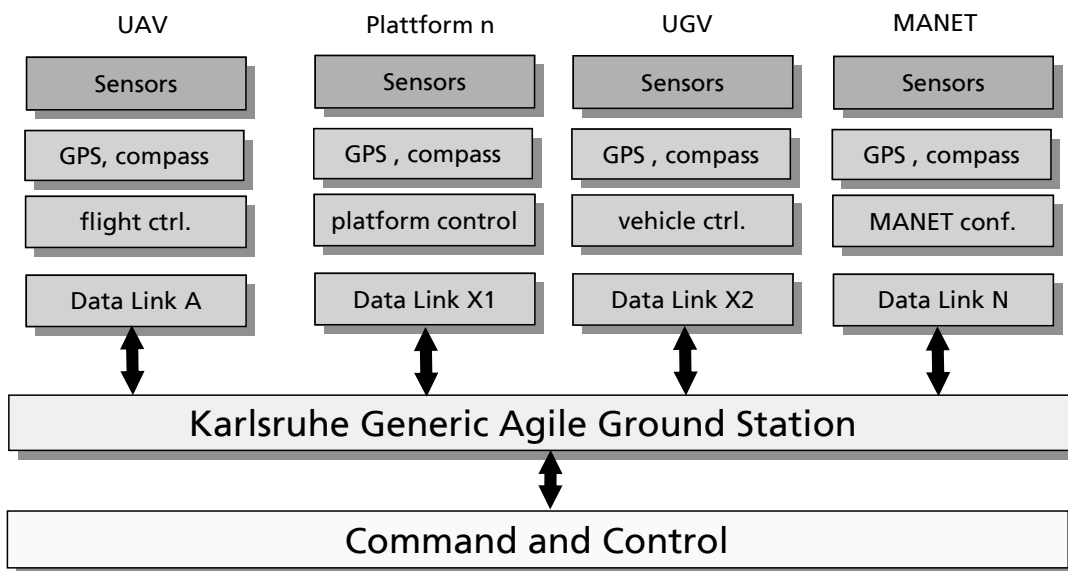 UAV
Plattform n
UGV
MANET
Sensors
Sensors
Sensors
Sensors
GPS, compass
GPS , compass
GPS , compass
GPS , compass
flight ctrl.
platform control
vehicle ctrl.
MANET conf.
Data Link A
Data Link X1
Data Link X2
Data Link N
Karlsruhe Generic Agile Ground Station
Command and Control